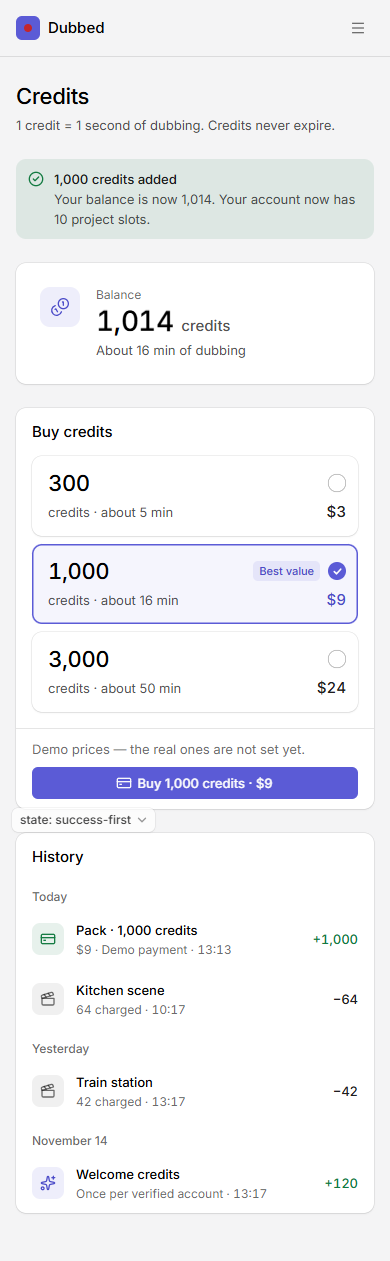 Dubbed
Credits
1 credit = 1 second of dubbing. Credits never expire.
1,000 credits added
Your balance is now 1,014. Your account now has
10 project slots.
Balance
1,014 credits
About 16 min of dubbing
Buy credits
300
credits · about 5 min
$3
1,000
Best value
credits · about 16 min
$9
3,000
credits · about 50 min
$24
Demo prices — the real ones are not set yet.
Buy 1,000 credits · $9
state: success-first
History
Today
Pack · 1,000 credits
$9 · Demo payment · 13:13
+1,000
Kitchen scene
64 charged · 10:17
−64
Yesterday
Train station
42 charged · 13:17
−42
November 14
Welcome credits
Once per verified account · 13:17
+120